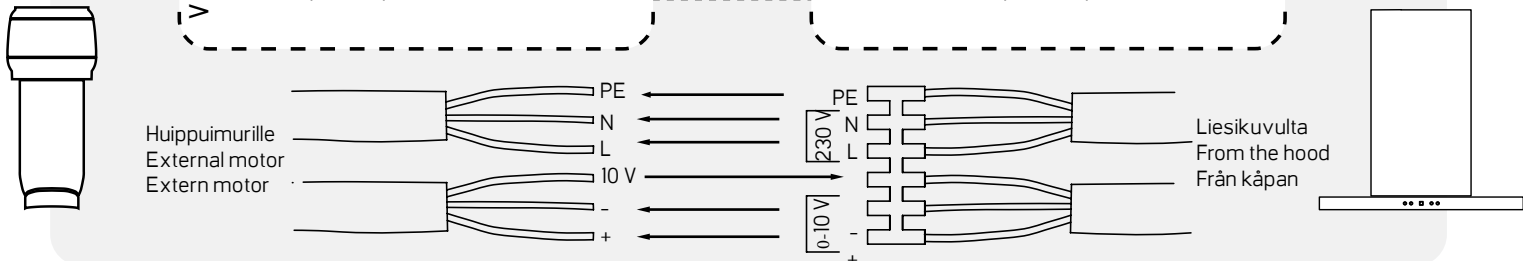 V
Huippuimurille
External motor
Extern motor
PE
N
L
10 V
-
+
PE
N
L
230 V
0-10 V
-
+
Liesikuvulta
From the hood
Från kåpan